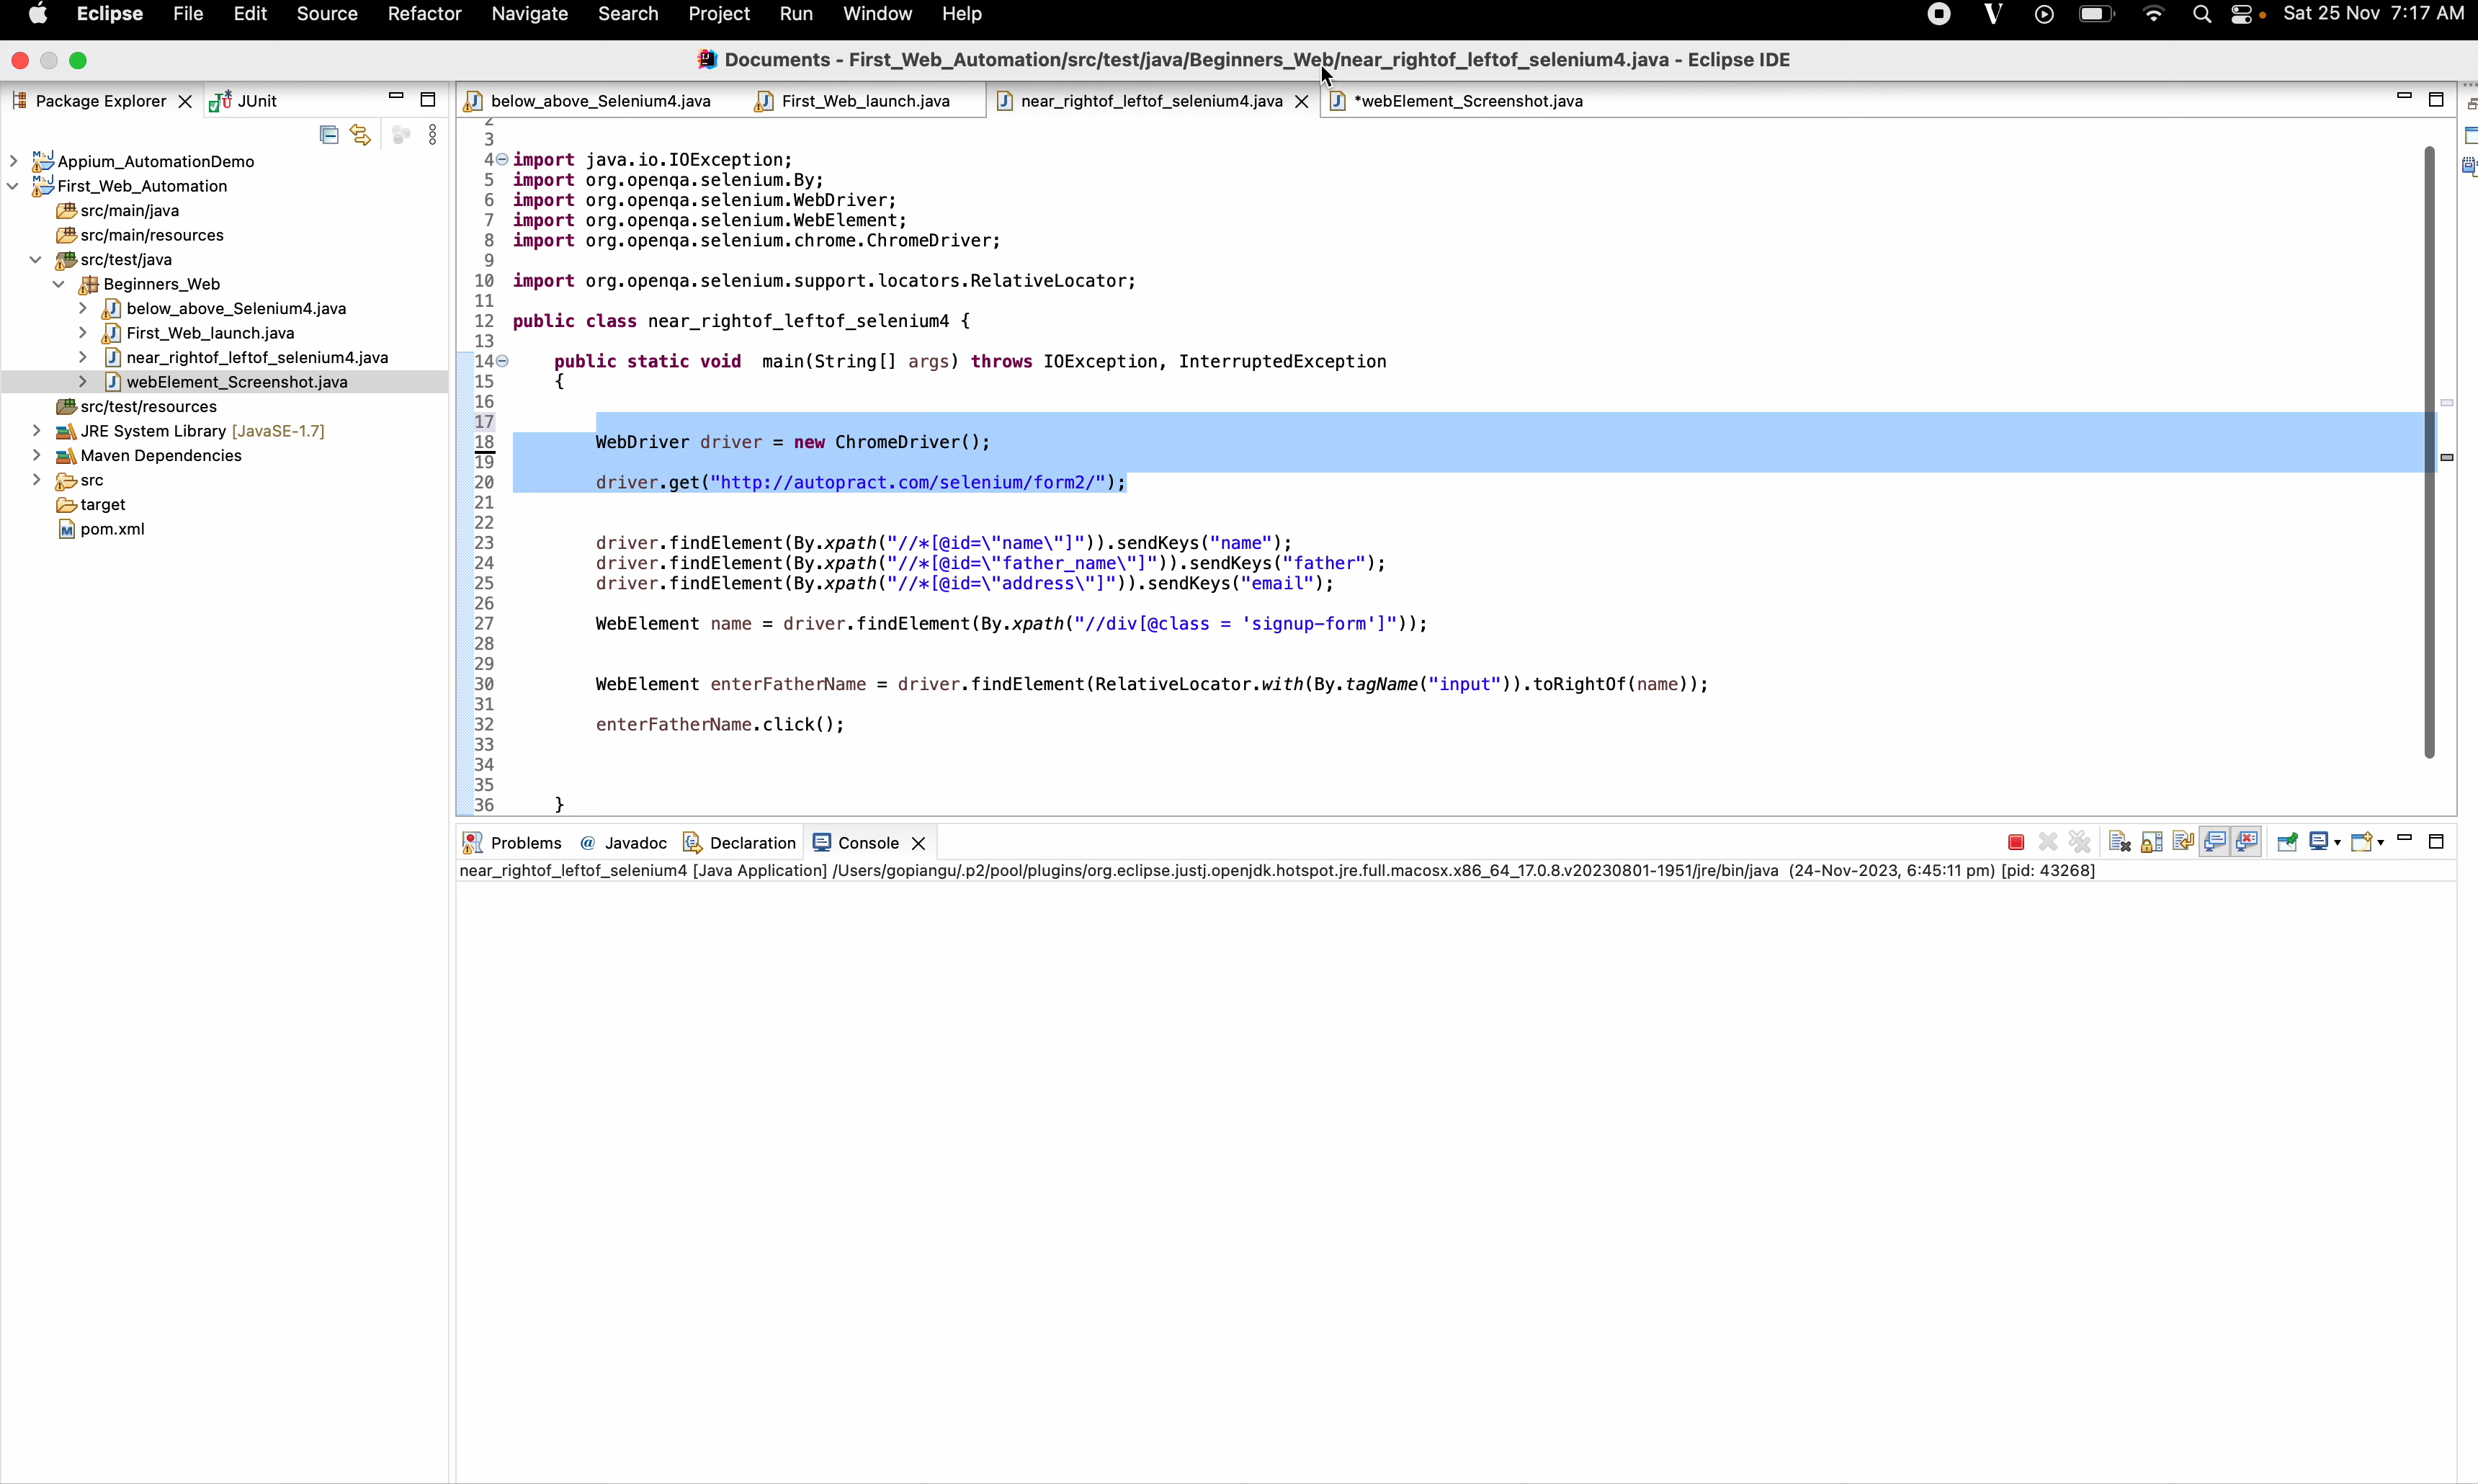 Eclipse File Edit Source Refactor Navigate Search Project Run Window Help Sat 25 Nov 7:17 AM
Documents - First_Web_Automation/src/test/java/Beginners_Web/near_rightof_leftof_selenium4.java - Eclipse IDE
Package Explorer JUnit
below_above_Selenium4.java First_Web_launch.java near_rightof_leftof_selenium4.java *webElement_Screenshot.java
Appium_AutomationDemo
First_Web_Automation
src/main/java
src/main/resources
src/test/java
Beginners_Web
below_above_Selenium4.java
First_Web_launch.java
near_rightof_leftof_selenium4.java
webElement_Screenshot.java
src/test/resources
JRE System Library [JavaSE-1.7]
Maven Dependencies
src
target
pom.xml
2
3
4 import java.io.IOException;
5 import org.openqa.selenium.By;
6 import org.openqa.selenium.WebDriver;
7 import org.openqa.selenium.WebElement;
8 import org.openqa.selenium.chrome.ChromeDriver;
9
10 import org.openqa.selenium.support.locators.RelativeLocator;
11
12 public class near_rightof_leftof_selenium4 {
13
14 public static void  main(String[] args) throws IOException, InterruptedException
15 {
16
17
18 WebDriver driver = new ChromeDriver();
19
20 driver.get("http://autopract.com/selenium/form2/");
21
22
23 driver.findElement(By.xpath("//*[@id=\"name\"]")).sendKeys("name");
24 driver.findElement(By.xpath("//*[@id=\"father_name\"]")).sendKeys("father");
25 driver.findElement(By.xpath("//*[@id=\"address\"]")).sendKeys("email");
26
27 WebElement name = driver.findElement(By.xpath("//div[@class = 'signup-form']"));
28
29
30 WebElement enterFatherName = driver.findElement(RelativeLocator.with(By.tagName("input")).toRightOf(name));
31
32 enterFatherName.click();
33
34
35
36 }
Problems @ Javadoc Declaration Console
near_rightof_leftof_selenium4 [Java Application] /Users/gopiangu/.p2/pool/plugins/org.eclipse.justj.openjdk.hotspot.jre.full.macosx.x86_64_17.0.8.v20230801-1951/jre/bin/java (24-Nov-2023, 6:45:11 pm) [pid: 43268]